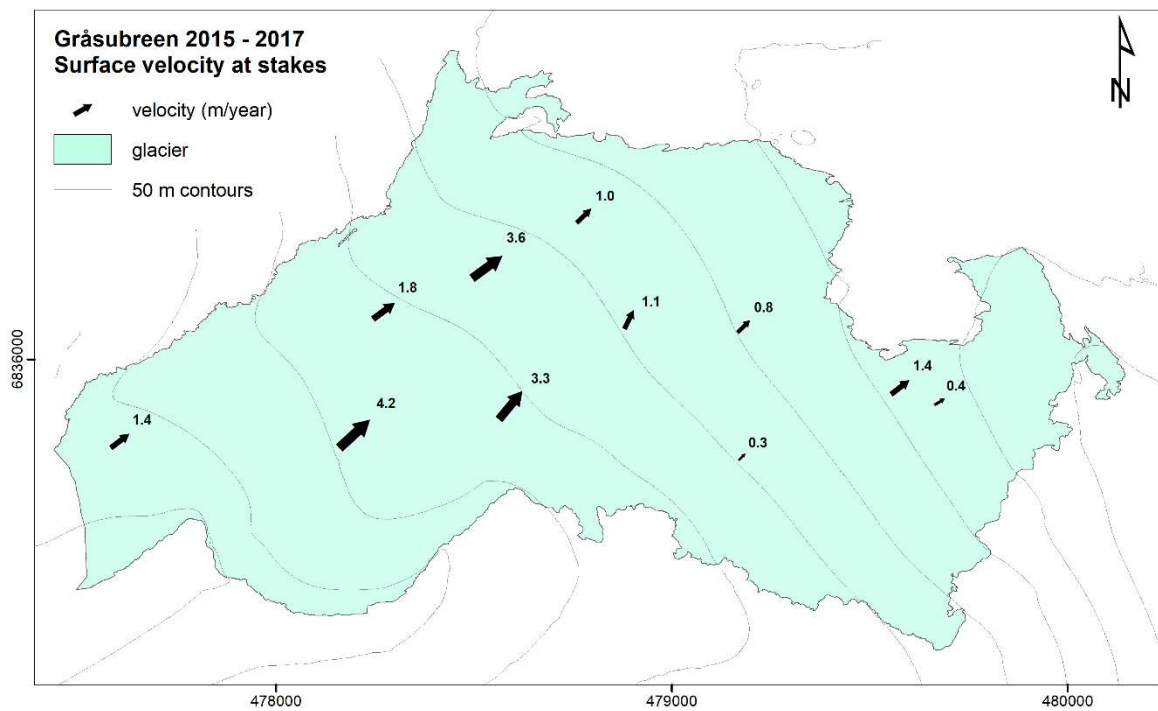 Gråsubreen 2015 - 2017
Surface velocity at stakes
velocity (m/year)
glacier
50 m contours
N
1.0
3.6
1.8
1.1
0.8
6836000
1.4
0.4
3.3
4.2
1.4
0.3
478000
479000
480000